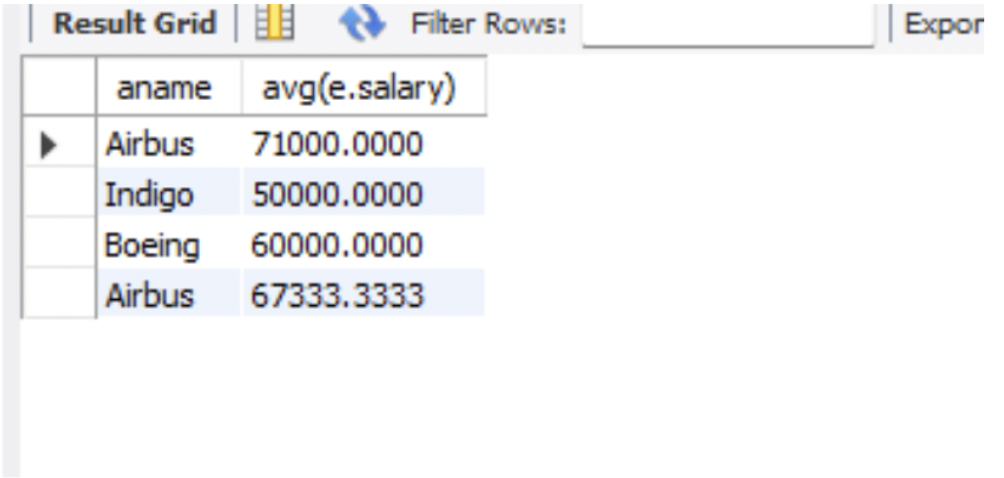 Result Grid Filter Rows: Expor
aname avg(e.salary)
Airbus 71000.0000
Indigo 50000.0000
Boeing 60000.0000
Airbus 67333.3333